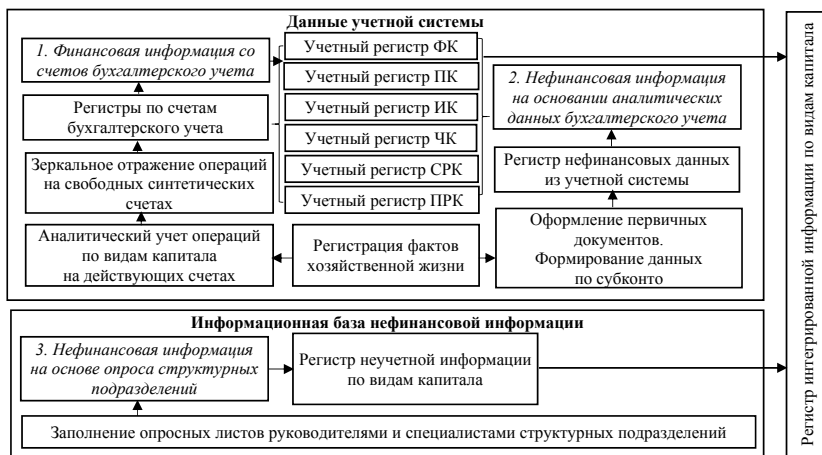 Данные учетной системы
1. Финансовая информация со
счетов бухгалтерского учета
Регистры по счетам
бухгалтерского учета
Зеркальное отражение операций
на свободных синтетических
счетах
Аналитический учет операций
по видам капитала
на действующих счетах
Учетный регистр ФК
Учетный регистр ПК
Учетный регистр ИК
Учетный регистр ЧК
Учетный регистр СРК
Учетный регистр ПРК
Регистрация фактов
хозяйственной жизни
2. Нефинансовая информация
на основании аналитических
данных бухгалтерского учета
Регистр нефинансовых данных
из учетной системы
Оформление первичных
документов.
Формирование данных
по субконто
Информационная база нефинансовой информации
3. Нефинансовая информация
на основе опроса структурных
подразделений
Регистр неучетной информации
по видам капитала
Заполнение опросных листов руководителями и специалистами структурных подразделений
Регистр интегрированной информации по видам капитала